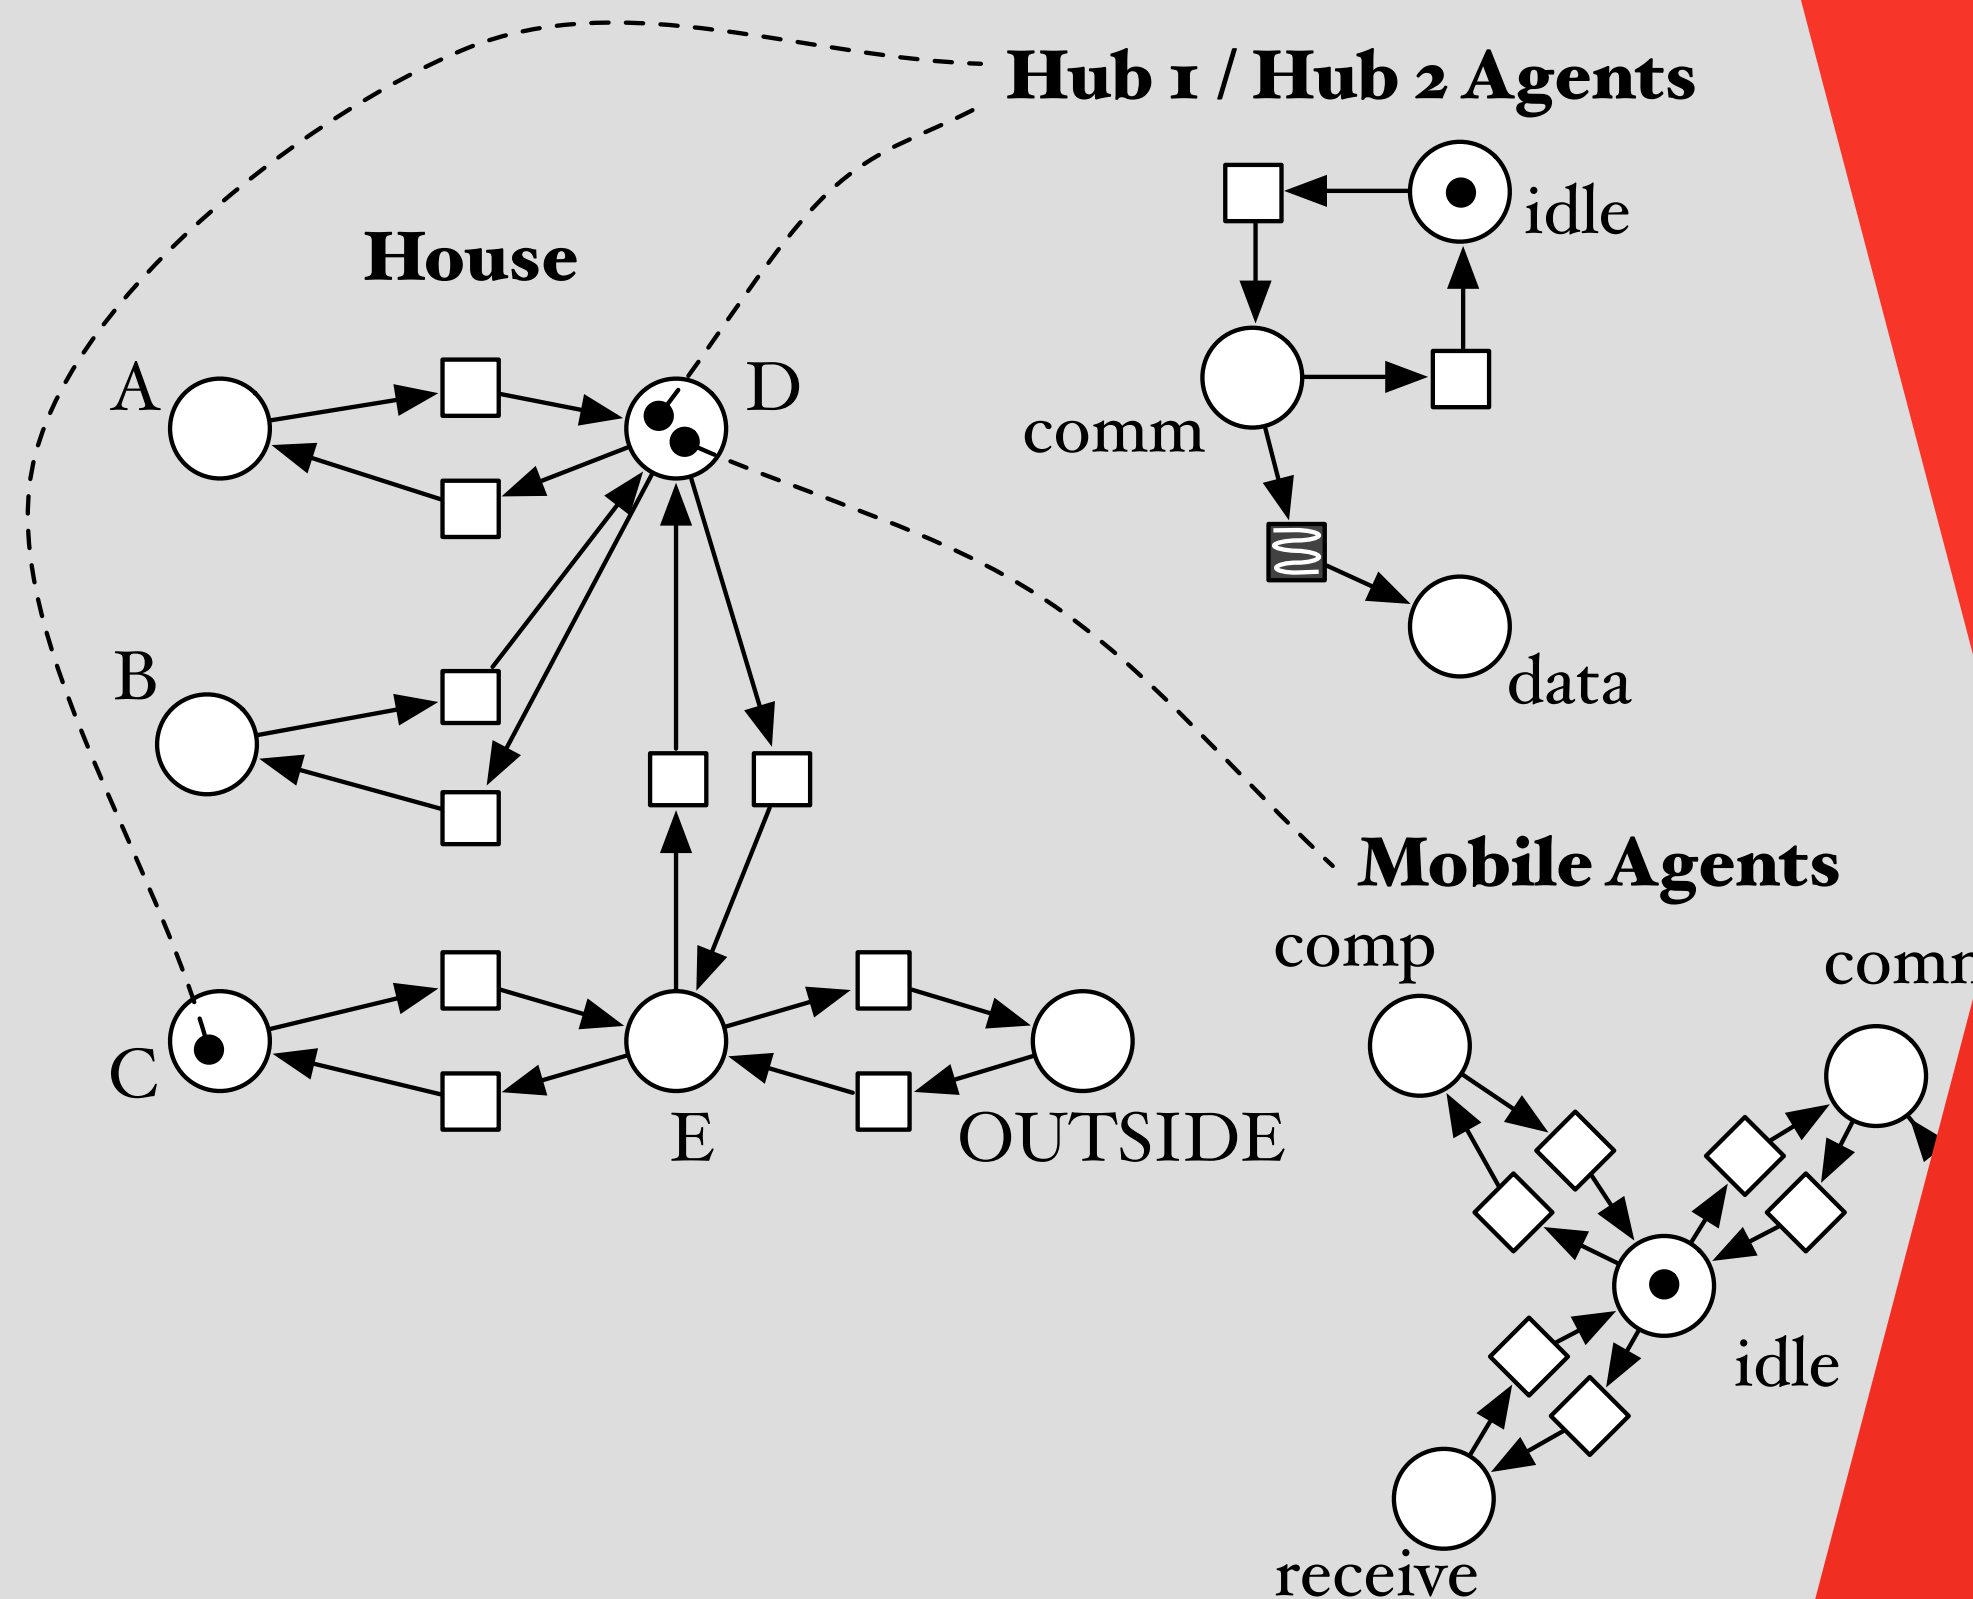 Hub 1 / Hub 2 Agents
idle
House
A
D
comm
B
data
Mobile Agents
comp
C
E
OUTSIDE
idle
receive